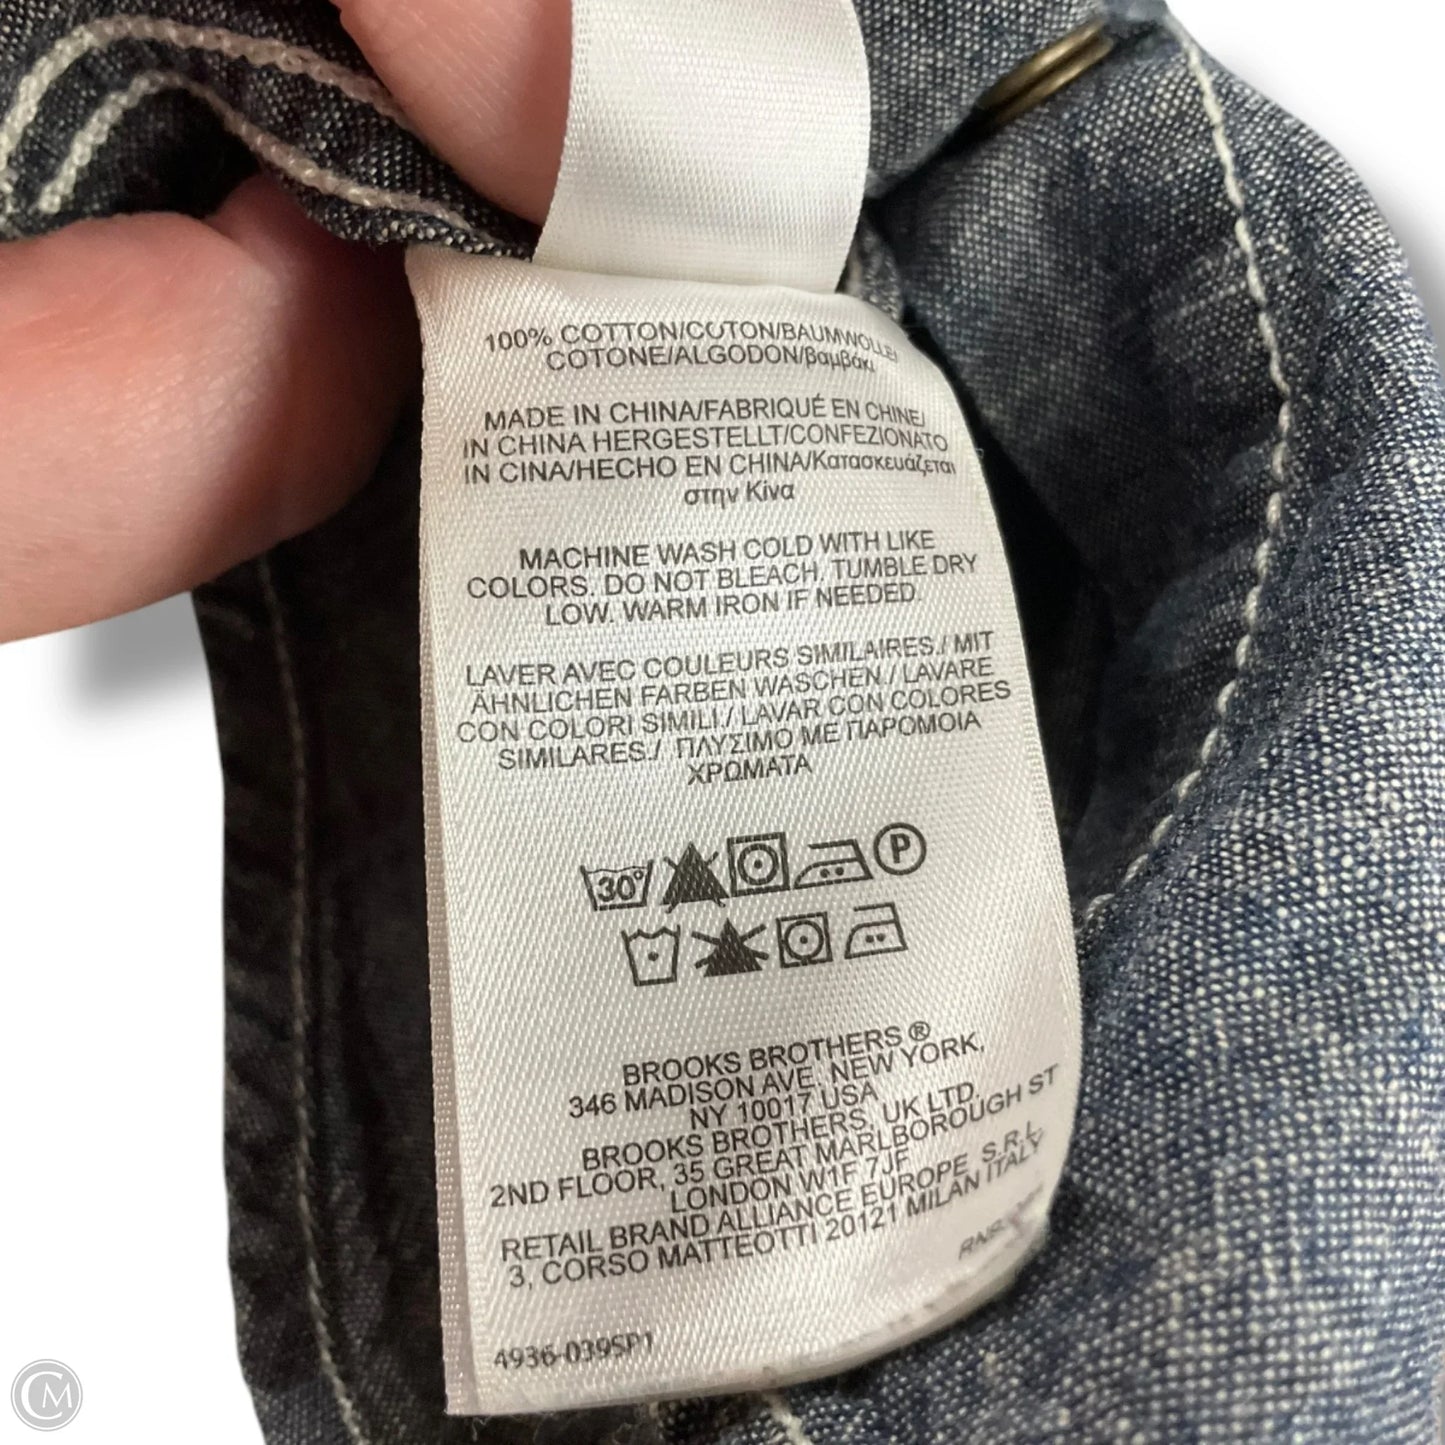 100% COTTON/COTON/BAUMWOLLE/
COTONE/ALGODON/βαμβάκι
MADE IN CHINA/FABRIQUÉ EN CHINE/
IN CHINA HERGESTELLT/CONFEZIONATO
IN CINA/HECHO EN CHINA/Κατασκευάζεται
στην Κίνα
MACHINE WASH COLD WITH LIKE
COLORS. DO NOT BLEACH. TUMBLE DRY
LOW. WARM IRON IF NEEDED.
LAVER AVEC COULEURS SIMILAIRES./ MIT
ÄHNLICHEN FARBEN WASCHEN./ LAVARE
CON COLORI SIMILI./ LAVAR CON COLORES
SIMILARES./ ΠΛΥΣΙΜΟ ΜΕ ΠΑΡΟΜΟΙΑ
ΧΡΩΜΑΤΑ
30° P
BROOKS BROTHERS ®
346 MADISON AVE, NEW YORK,
NY 10017 USA
BROOKS BROTHERS, UK LTD.
2ND FLOOR, 35 GREAT MARLBOROUGH ST
LONDON W1F 7JF
RETAIL BRAND ALLIANCE EUROPE S.R.L.
3, CORSO MATTEOTTI 20121 MILAN ITALY
4936-039SP1
CM